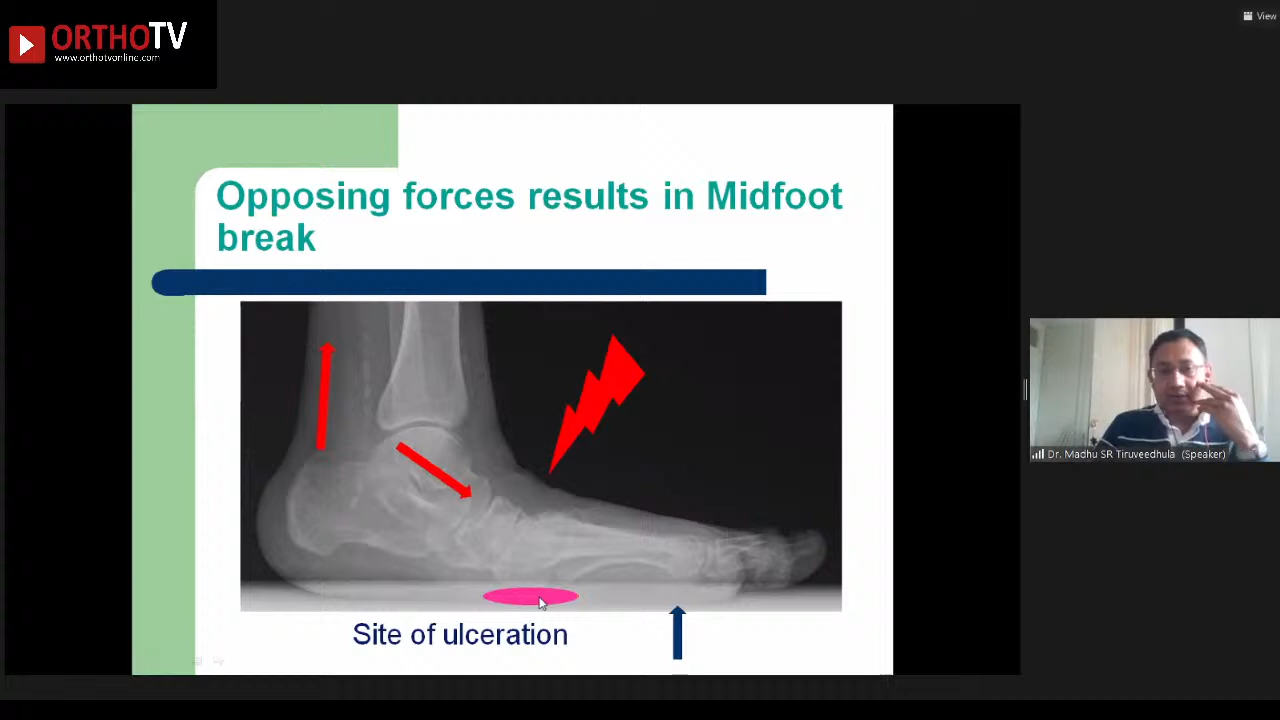 ORTHOTV
www.orthotvonline.com
View
Opposing forces results in Midfoot
break
Dr. Madhu SR Tiruveedhula (Speaker)
Site of ulceration